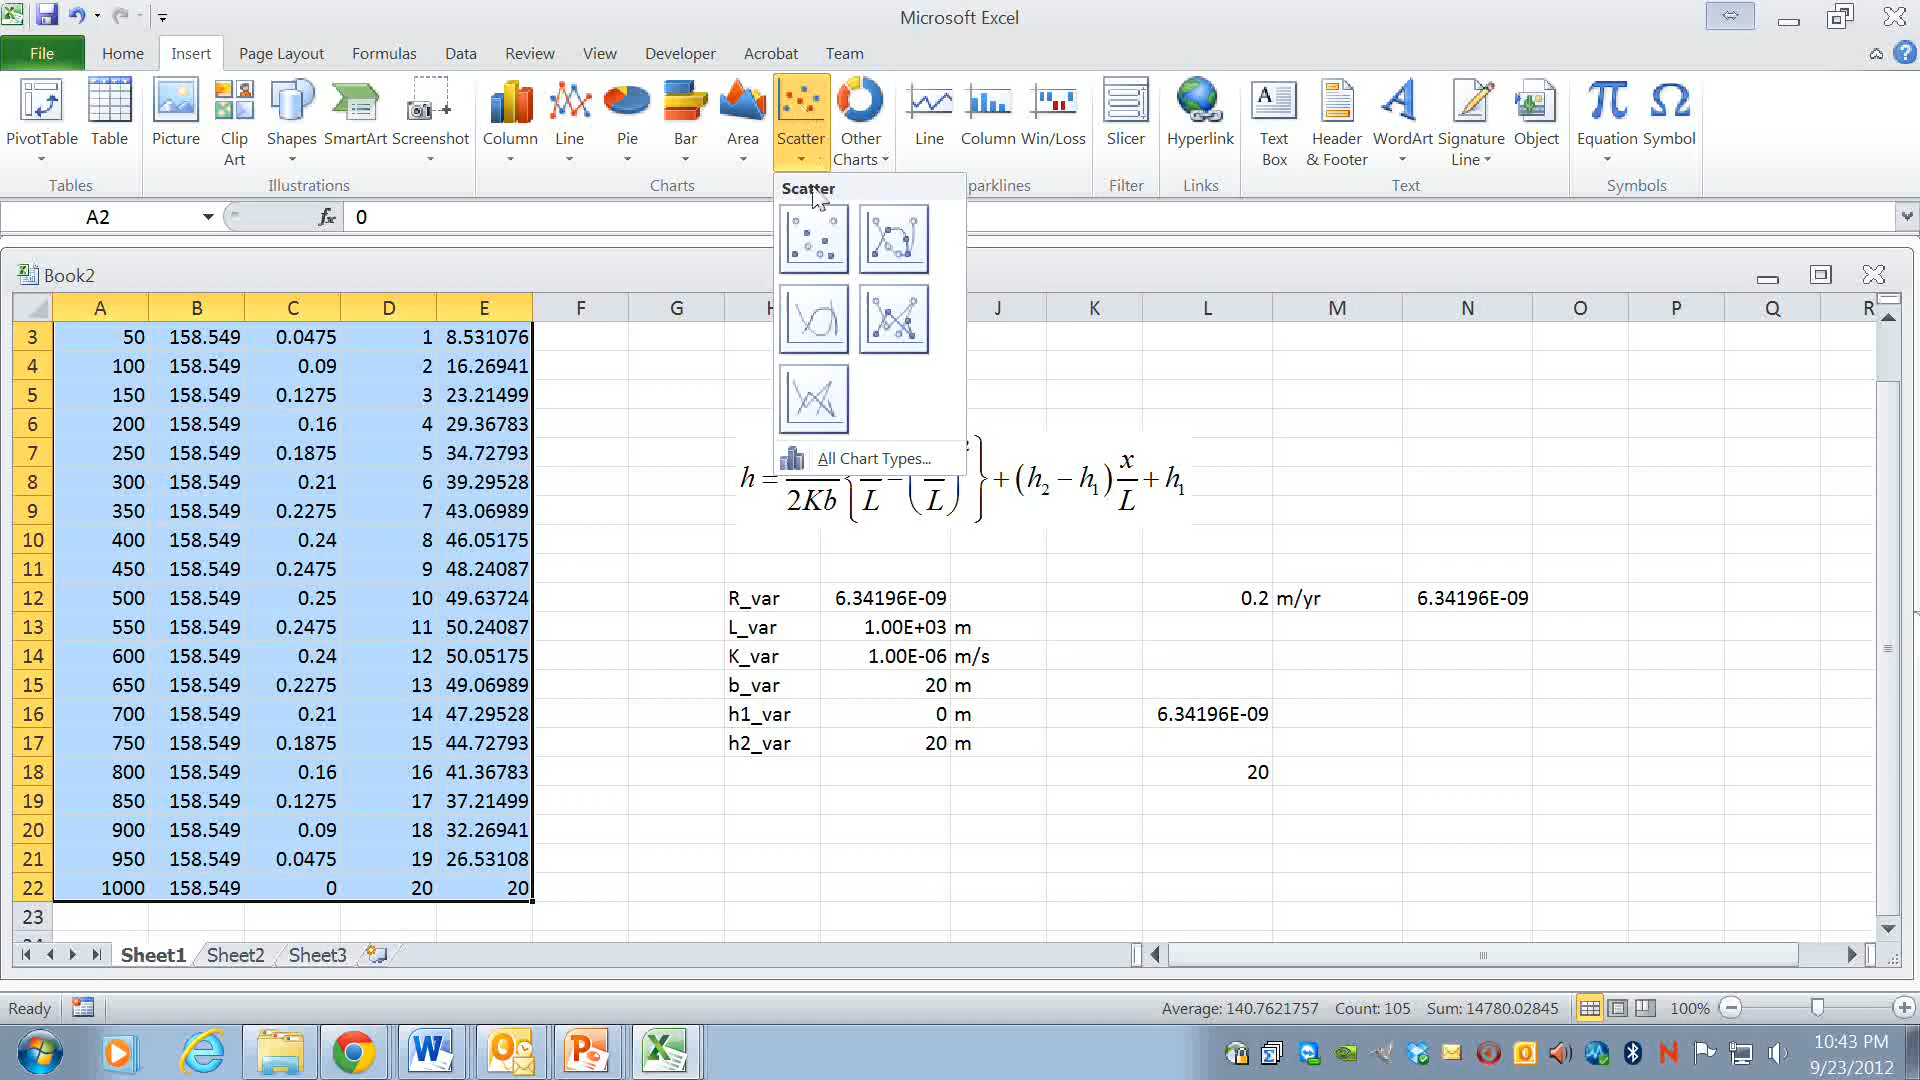 Microsoft Excel
File Home Insert Page Layout Formulas Data Review View Developer Acrobat Team
PivotTable Table Picture Clip Art Shapes SmartArt Screenshot Column Line Pie Bar Area Scatter Other Charts Line Column Win/Loss Slicer Hyperlink Text Box Header & Footer WordArt Signature Line Object Equation Symbol
Tables Illustrations Charts parklines Filter Links Text Symbols
Scatter
All Chart Types...
A2 fx 0
Book2
A B C D E F G H J K L M N O P Q R
3 50 158.549 0.0475 1 8.531076
4 100 158.549 0.09 2 16.26941
5 150 158.549 0.1275 3 23.21499
6 200 158.549 0.16 4 29.36783
7 250 158.549 0.1875 5 34.72793
8 300 158.549 0.21 6 39.29528
h = 2Kb { L − ( L ) } + (h2 − h1) x/L + h1
9 350 158.549 0.2275 7 43.06989
10 400 158.549 0.24 8 46.05175
11 450 158.549 0.2475 9 48.24087
12 500 158.549 0.25 10 49.63724 R_var 6.34196E-09 0.2 m/yr 6.34196E-09
13 550 158.549 0.2475 11 50.24087 L_var 1.00E+03 m
14 600 158.549 0.24 12 50.05175 K_var 1.00E-06 m/s
15 650 158.549 0.2275 13 49.06989 b_var 20 m
16 700 158.549 0.21 14 47.29528 h1_var 0 m 6.34196E-09
17 750 158.549 0.1875 15 44.72793 h2_var 20 m
18 800 158.549 0.16 16 41.36783 20
19 850 158.549 0.1275 17 37.21499
20 900 158.549 0.09 18 32.26941
21 950 158.549 0.0475 19 26.53108
22 1000 158.549 0 20 20
23
Sheet1 Sheet2 Sheet3
Ready Average: 140.7621757 Count: 105 Sum: 14780.02845 100%
10:43 PM
9/23/2012